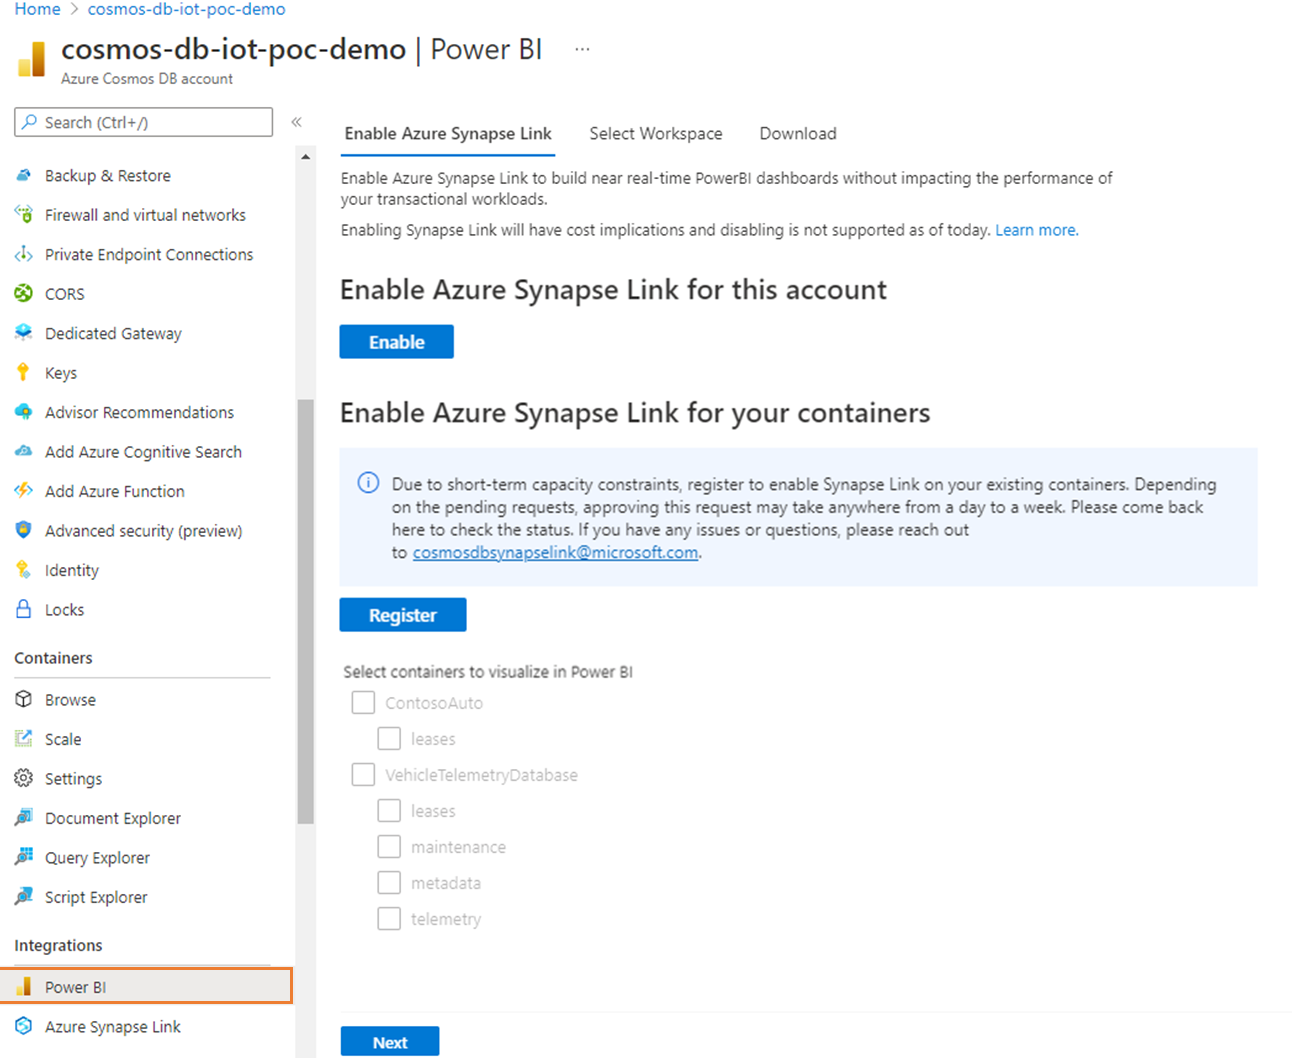 Home > cosmos-db-iot-poc-demo
cosmos-db-iot-poc-demo | Power BI ...
Azure Cosmos DB account
Search (Ctrl+/) «
Backup & Restore
Firewall and virtual networks
Private Endpoint Connections
CORS
Dedicated Gateway
Keys
Advisor Recommendations
Add Azure Cognitive Search
Add Azure Function
Advanced security (preview)
Identity
Locks
Containers
Browse
Scale
Settings
Document Explorer
Query Explorer
Script Explorer
Integrations
Power BI
Azure Synapse Link
Enable Azure Synapse Link Select Workspace Download
Enable Azure Synapse Link to build near real-time PowerBI dashboards without impacting the performance of
your transactional workloads.
Enabling Synapse Link will have cost implications and disabling is not supported as of today. Learn more.
Enable Azure Synapse Link for this account
Enable
Enable Azure Synapse Link for your containers
Due to short-term capacity constraints, register to enable Synapse Link on your existing containers. Depending
on the pending requests, approving this request may take anywhere from a day to a week. Please come back
here to check the status. If you have any issues or questions, please reach out
to cosmosdbsynapselink@microsoft.com.
Register
Select containers to visualize in Power BI
ContosoAuto
leases
VehicleTelemetryDatabase
leases
maintenance
metadata
telemetry
Next